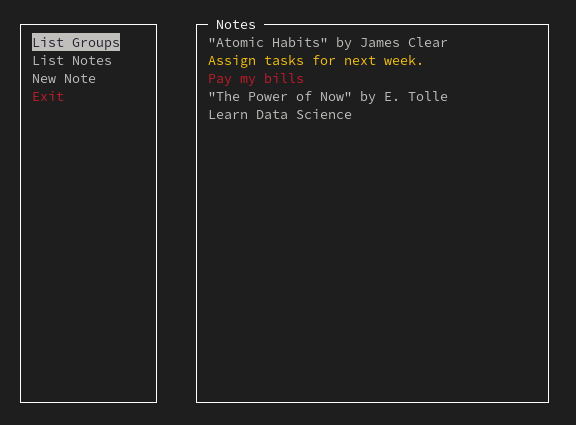 List Groups
List Notes
New Note
Exit
Notes
"Atomic Habits" by James Clear
Assign tasks for next week.
Pay my bills
"The Power of Now" by E. Tolle
Learn Data Science